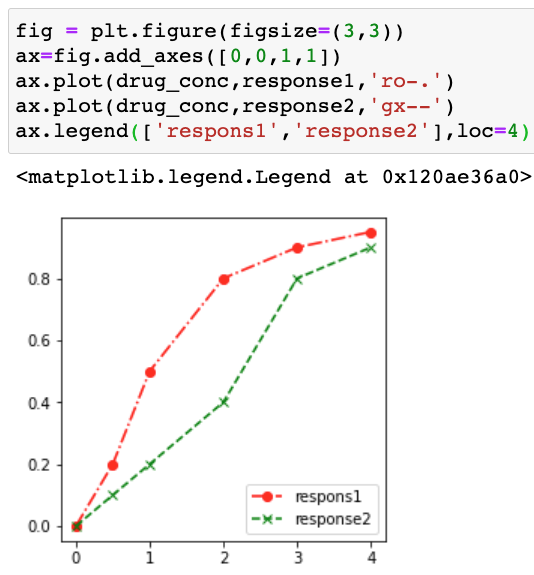 fig = plt.figure(figsize=(3,3))
ax=fig.add_axes([0,0,1,1])
ax.plot(drug_conc,response1,'ro-.')
ax.plot(drug_conc,response2,'gx--')
ax.legend(['respons1','response2'],loc=4)
<matplotlib.legend.Legend at 0x120ae36a0>
0.8
0.6
0.4
0.2
0.0
respons1
response2
0 1 2 3 4